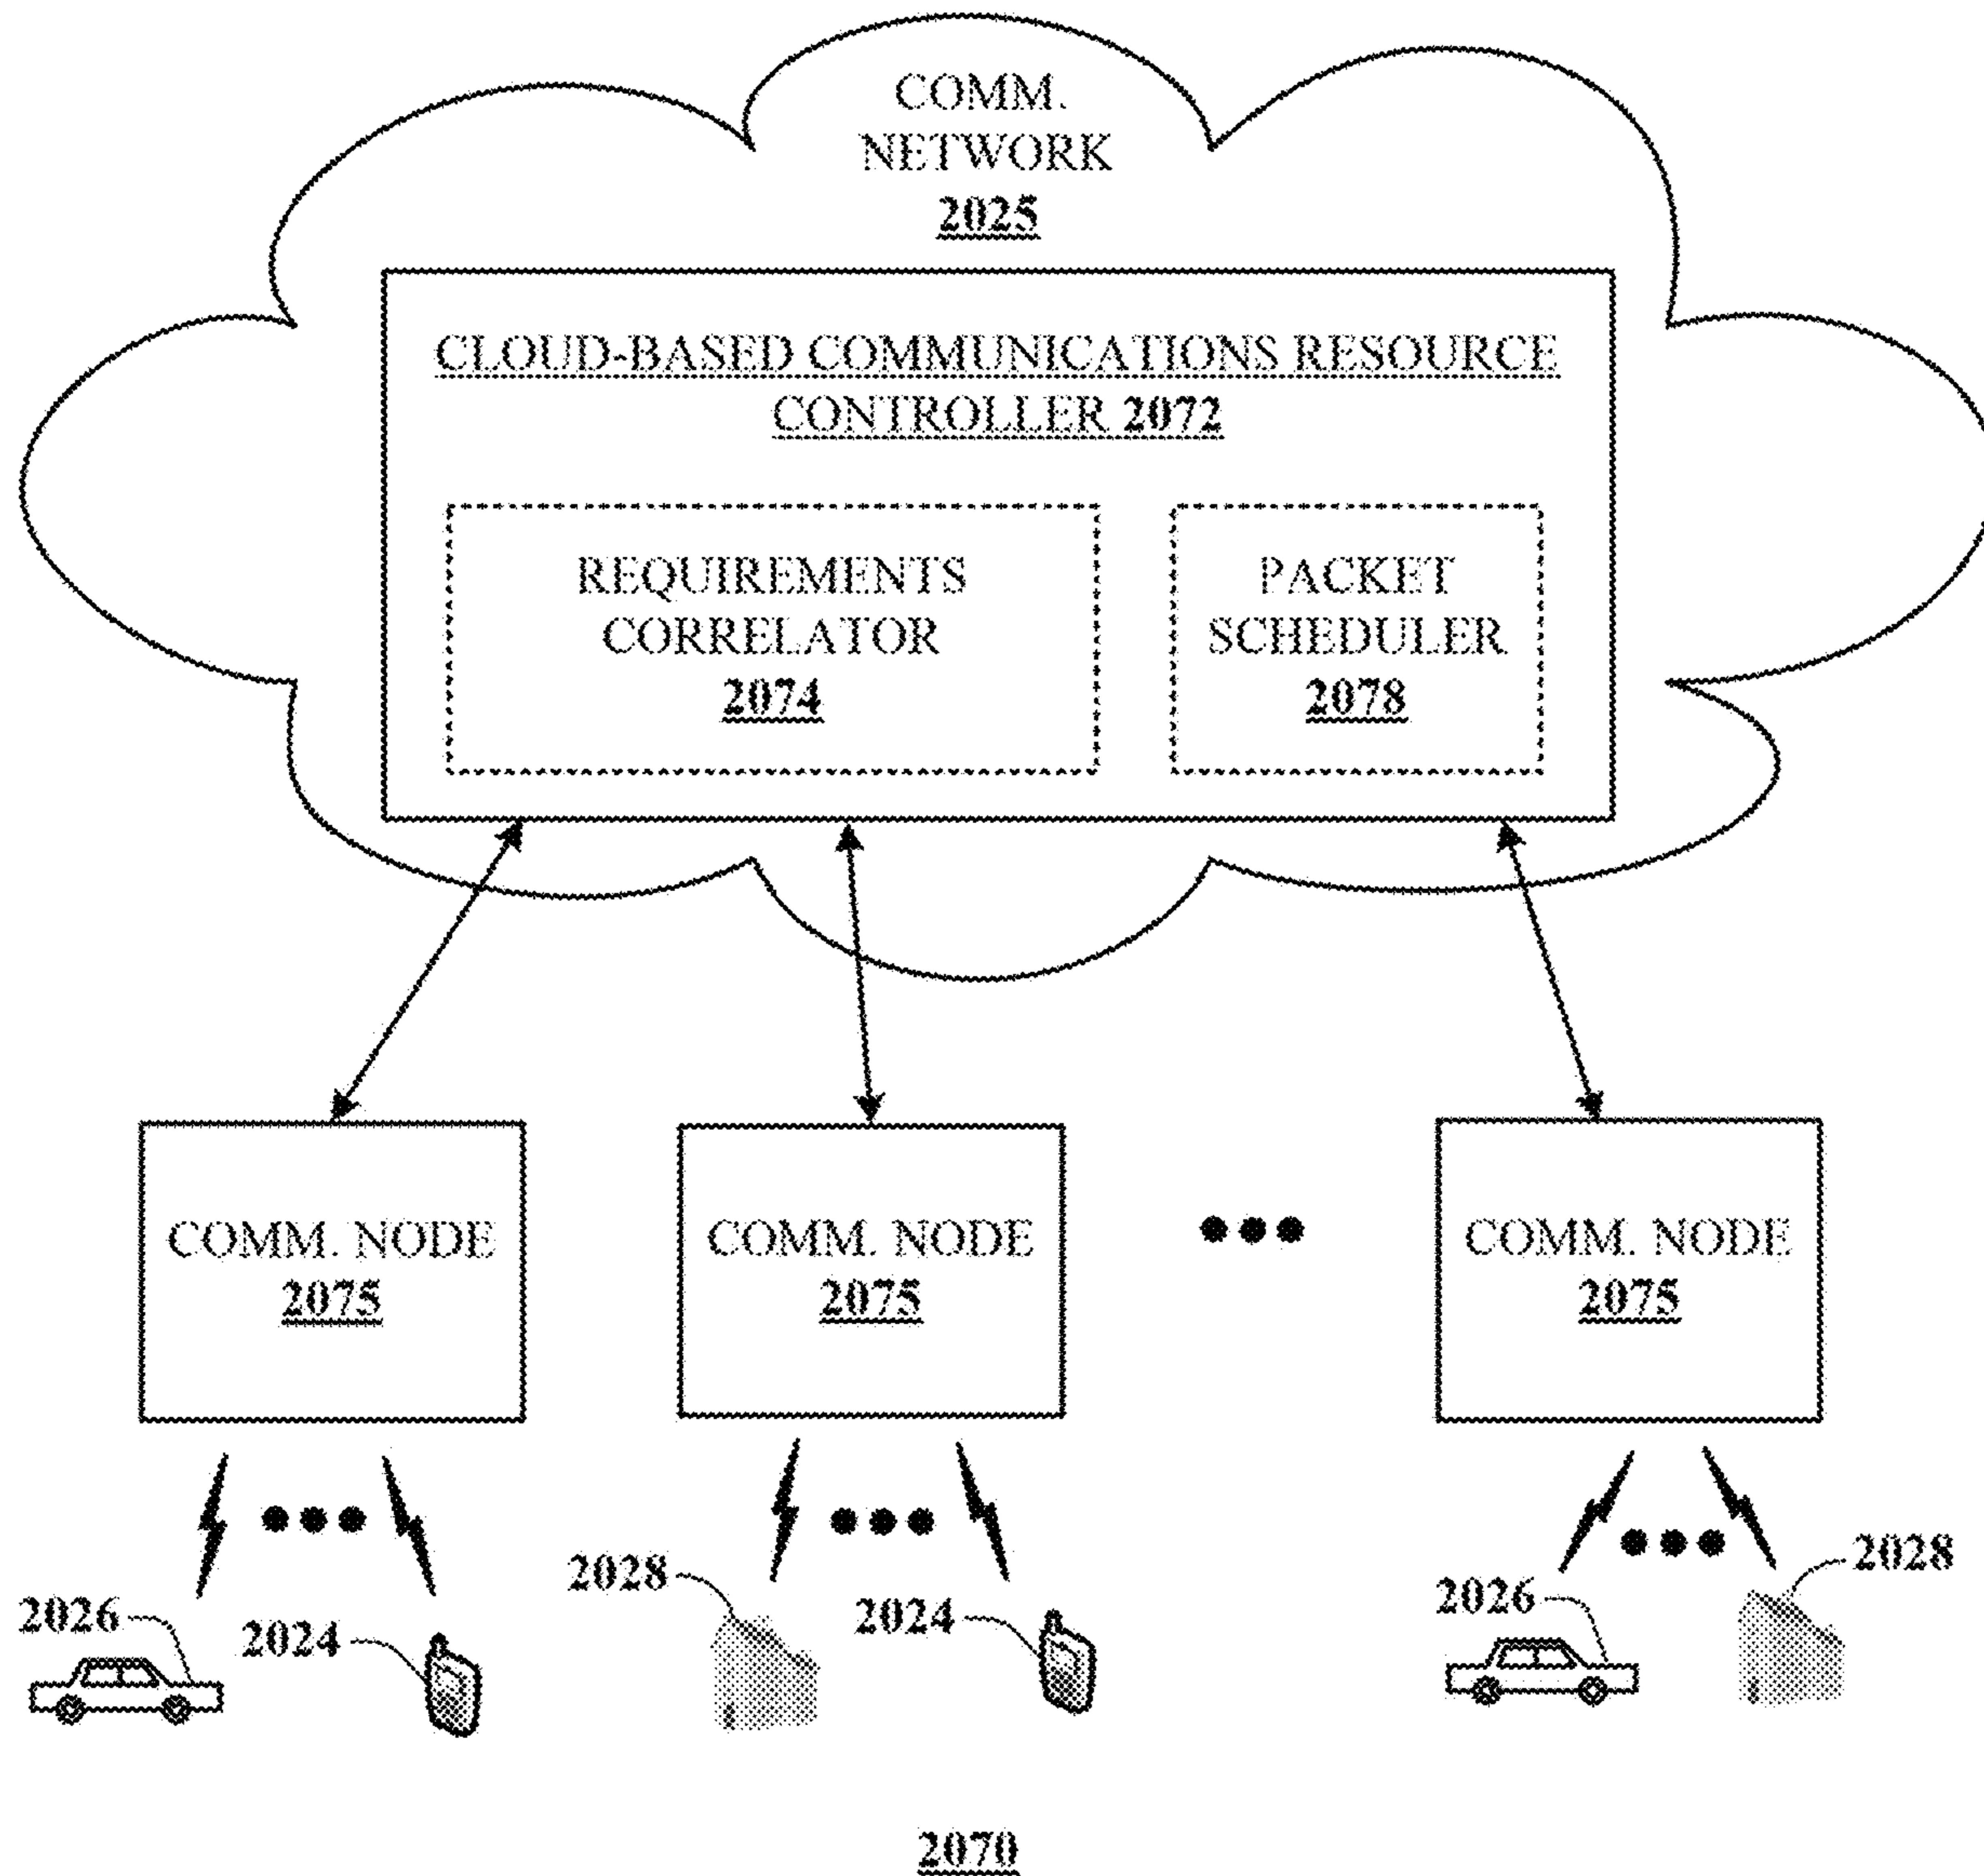 COMM.
NETWORK
2025
CLOUD-BASED COMMUNICATIONS RESOURCE
CONTROLLER 2072
REQUIREMENTS
CORRELATOR
2074
PACKET
SCHEDULER
2078
COMM. NODE
2075
COMM. NODE
2075
COMM. NODE
2075
2026
2024
2028
2024
2026
2028
2070